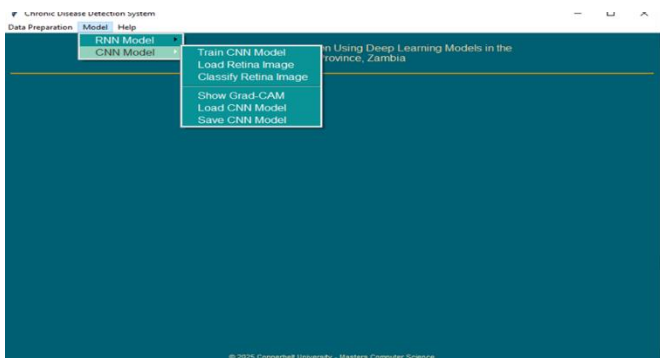 Chronic Disease Detection System
Data Preparation Model Help
RNN Model
CNN Model
Train CNN Model
Load Retina Image
Classify Retina Image
Show Grad-CAM
Load CNN Model
Save CNN Model
on Using Deep Learning Models in the
Province, Zambia
© 2025 Copperbelt University - Masters Computer Science